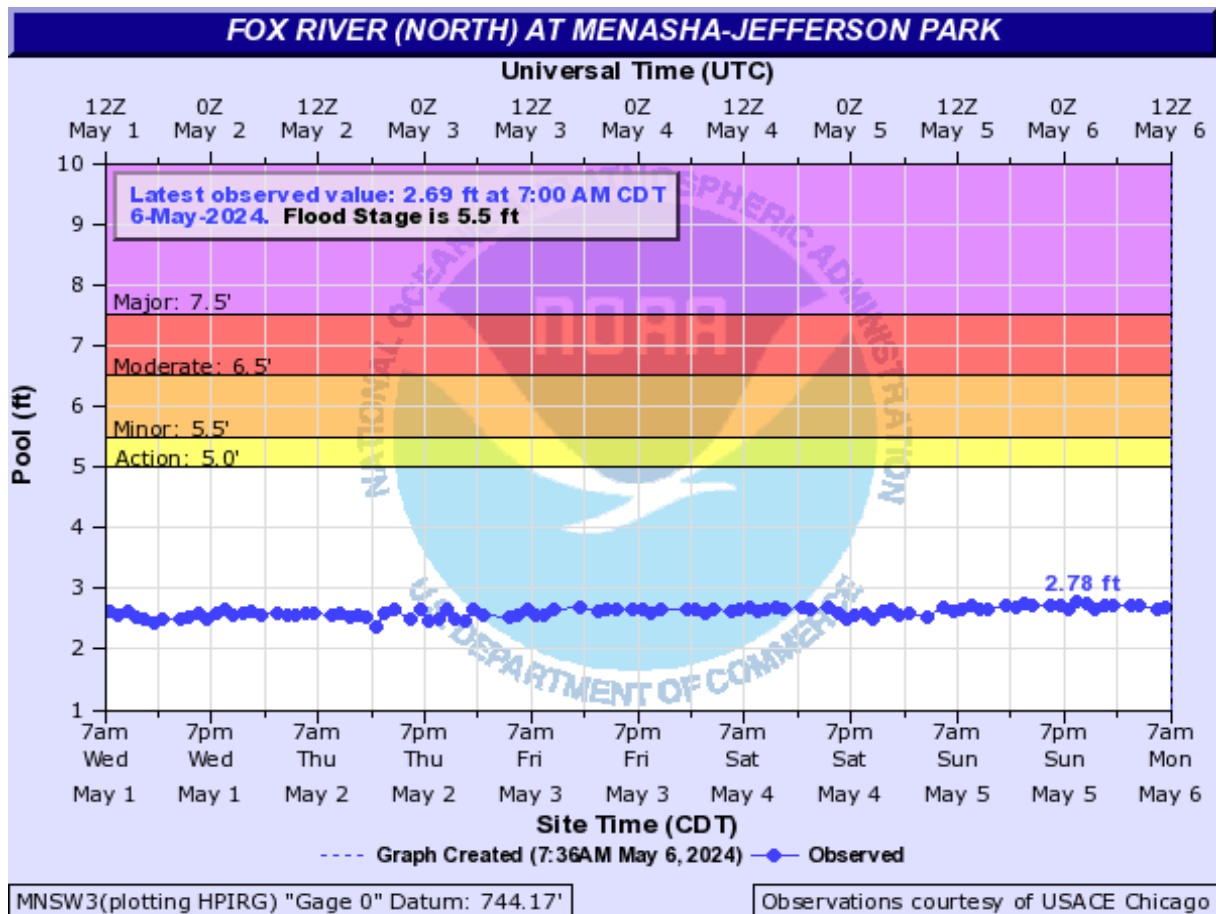 FOX RIVER (NORTH) AT MENASHA-JEFFERSON PARK
Universal Time (UTC)
12Z 0Z 12Z 0Z 12Z 0Z 12Z 0Z 12Z 0Z 12Z
May 1 May 2 May 2 May 3 May 3 May 4 May 4 May 5 May 5 May 6 May 6
Latest observed value: 2.69 ft at 7:00 AM CDT
6-May-2024. Flood Stage is 5.5 ft
10
9
8
Major: 7.5'
7
Moderate: 6.5'
6
Minor: 5.5'
Action: 5.0'
5
4
3
2
1
Pool (ft)
NATIONAL OCEANIC AND ATMOSPHERIC ADMINISTRATION
NOAA
U.S. DEPARTMENT OF COMMERCE
2.78 ft
7am 7pm 7am 7pm 7am 7pm 7am 7pm 7am 7pm 7am
Wed Wed Thu Thu Fri Fri Sat Sat Sun Sun Mon
May 1 May 1 May 2 May 2 May 3 May 3 May 4 May 4 May 5 May 5 May 6
Site Time (CDT)
Graph Created (7:36AM May 6, 2024) Observed
MNSW3(plotting HPIRG) "Gage 0" Datum: 744.17'
Observations courtesy of USACE Chicago